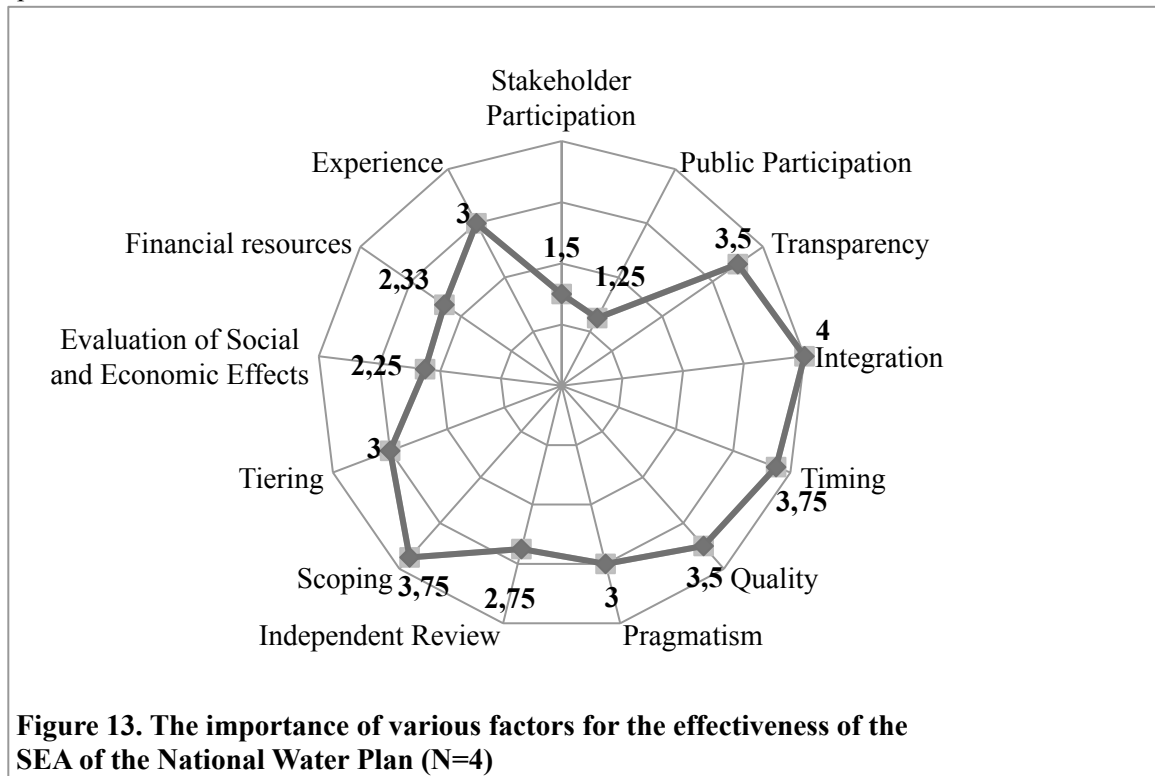 Stakeholder
Participation
Public Participation
Experience
3
3,5
Transparency
Financial resources
1,5
1,25
2,33
4
Integration
Evaluation of Social
and Economic Effects
2,25
3
Tiering
Timing
3,75
Scoping
3,75
2,75
3
3,5
Quality
Independent Review
Pragmatism
Figure 13. The importance of various factors for the effectiveness of the
SEA of the National Water Plan (N=4)